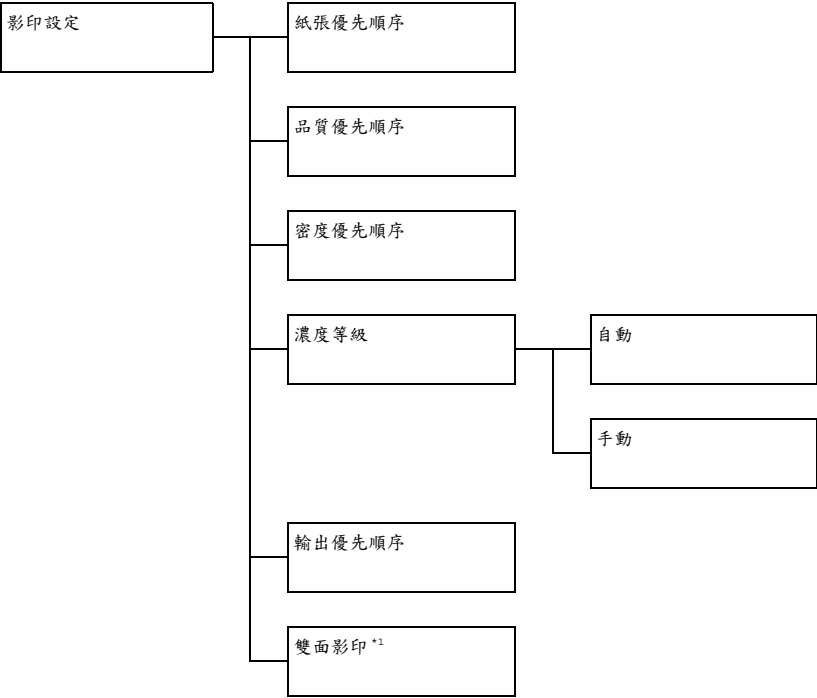 影印設定
紙張優先順序
品質優先順序
密度優先順序
濃度等級
自動
手動
輸出優先順序
雙面影印 *1